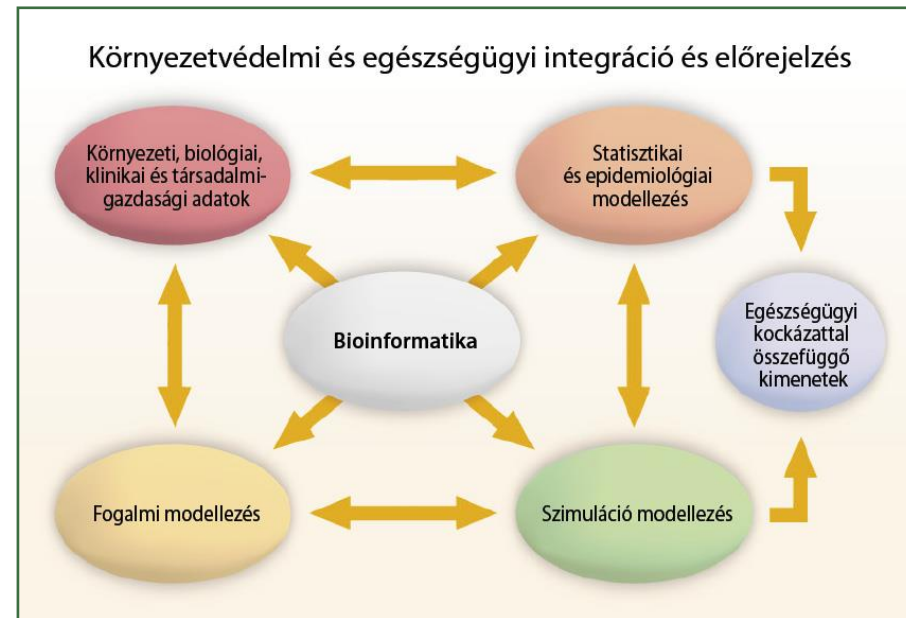 Környezetvédelmi és egészségügyi integráció és előrejelzés
Környezeti, biológiai,
klinikai és társadalmi-
gazdasági adatok
Statisztikai
és epidemiológiai
modellezés
Bioinformatika
Egészségügyi
kockázattal
összefüggő
kimenetek
Fogalmi modellezés
Szimuláció modellezés